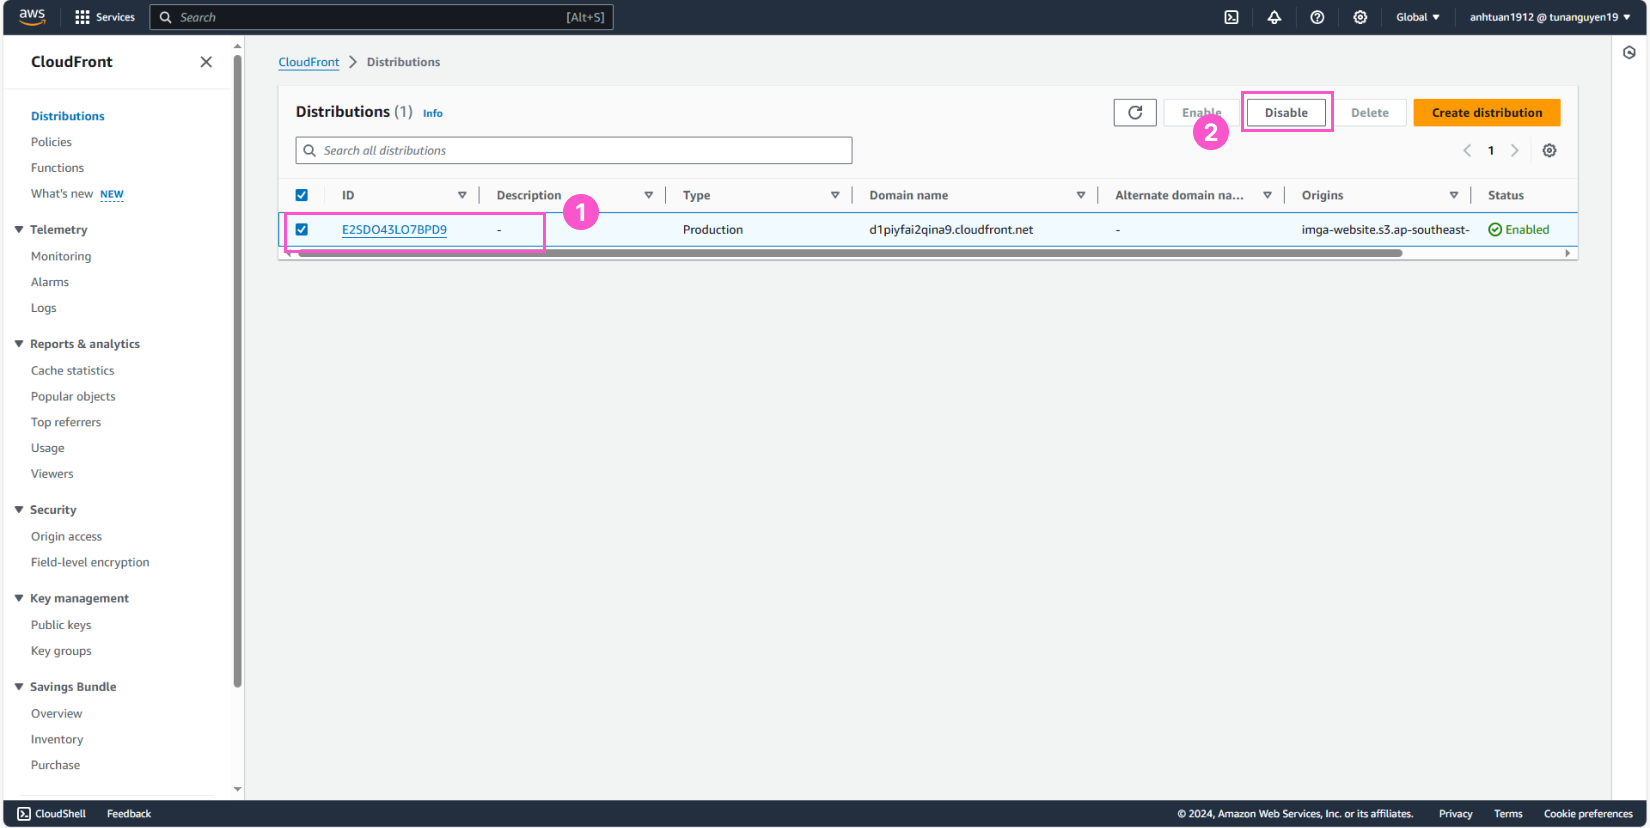 aws Services Search [Alt+S] Global anhtuan1912 @ tunanguyen19
CloudFront
Distributions
Policies
Functions
What's new NEW
Telemetry
Monitoring
Alarms
Logs
Reports & analytics
Cache statistics
Popular objects
Top referrers
Usage
Viewers
Security
Origin access
Field-level encryption
Key management
Public keys
Key groups
Savings Bundle
Overview
Inventory
Purchase
CloudFront Distributions
Distributions (1) Info Enable Disable Delete Create distribution
2
Search all distributions 1
ID Description Type Domain name Alternate domain na... Origins Status
1
E2SDO43LO7BPD9 - Production d1piyfai2qina9.cloudfront.net - imga-website.s3.ap-southeast- Enabled
CloudShell Feedback © 2024, Amazon Web Services, Inc. or its affiliates. Privacy Terms Cookie preferences